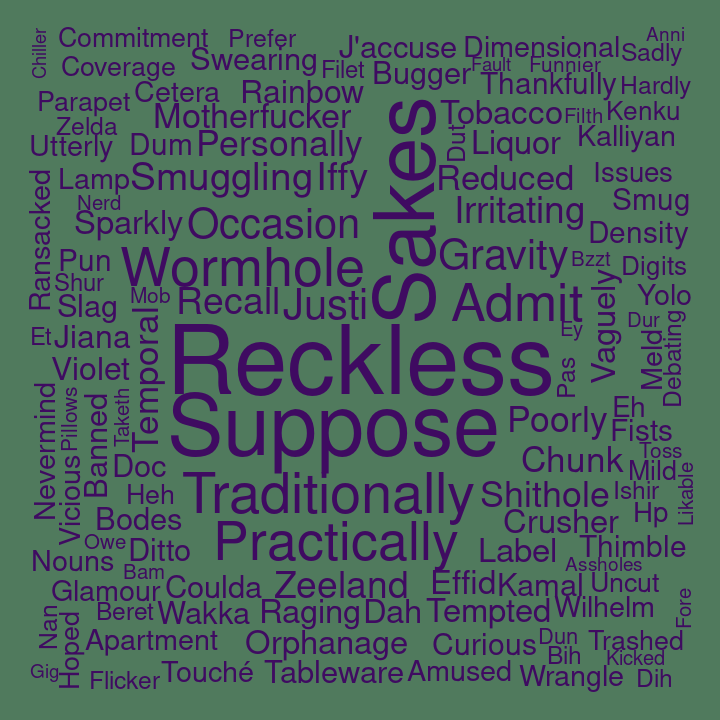 Chiller
Commitment
Prefer
J'accuse
Dimensional
Anni
Sadly
Coverage
Swearing
Filet
Bugger
Fault
Funnier
Parapet
Cetera
Rainbow
Thankfully
Hardly
Zelda
Motherfucker
Sakes
Tobacco
Filth
Kenku
Utterly
Dum
Personally
Dut
Liquor
Kalliyan
Ransacked
Lamp
Smuggling
Iffy
Reduced
Issues
Nerd
Sparkly
Occasion
Irritating
Smug
Density
Pun
Wormhole
Gravity
Bzzt
Digits
Shur
Mob
Slag
Recall
Justi
Admit
Vaguely
Yolo
Et
Jiana
Temporal
Reckless
Ey
Dur
Meld
Debating
Violet
Pas
Nevermind
Pillows
Banned
Taketh
Suppose
Poorly
Eh
Fists
Vicious
Doc
Chunk
Toss
Mild
Likable
Heh
Traditionally
Shithole
Ishir
Hp
Bodes
Practically
Crusher
Owe
Ditto
Label
Thimble
Nouns
Bam
Assholes
Glamour
Coulda
Zeeland
Effid
Kamal
Uncut
Nan
Hoped
Beret
Wakka
Raging
Dah
Tempted
Wilhelm
Fore
Apartment
Orphanage
Curious
Dun
Trashed
Bih
Kicked
Gig
Flicker
Touché
Tableware
Amused
Wrangle
Dih